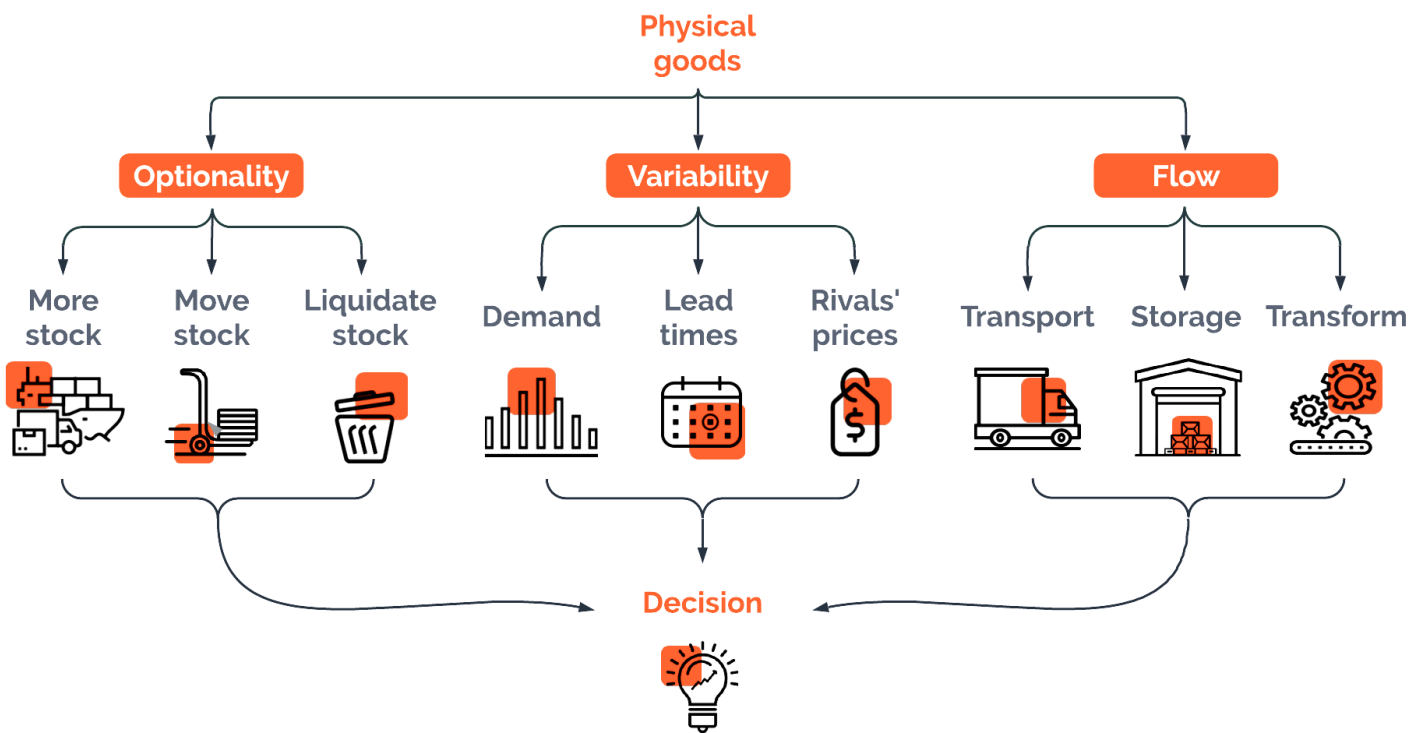 Physical
goods
Optionality
Variability
Flow
More
stock
Move
stock
Liquidate
stock
Demand
Lead
times
Rivals'
prices
Transport
Storage
Transform
$
Decision